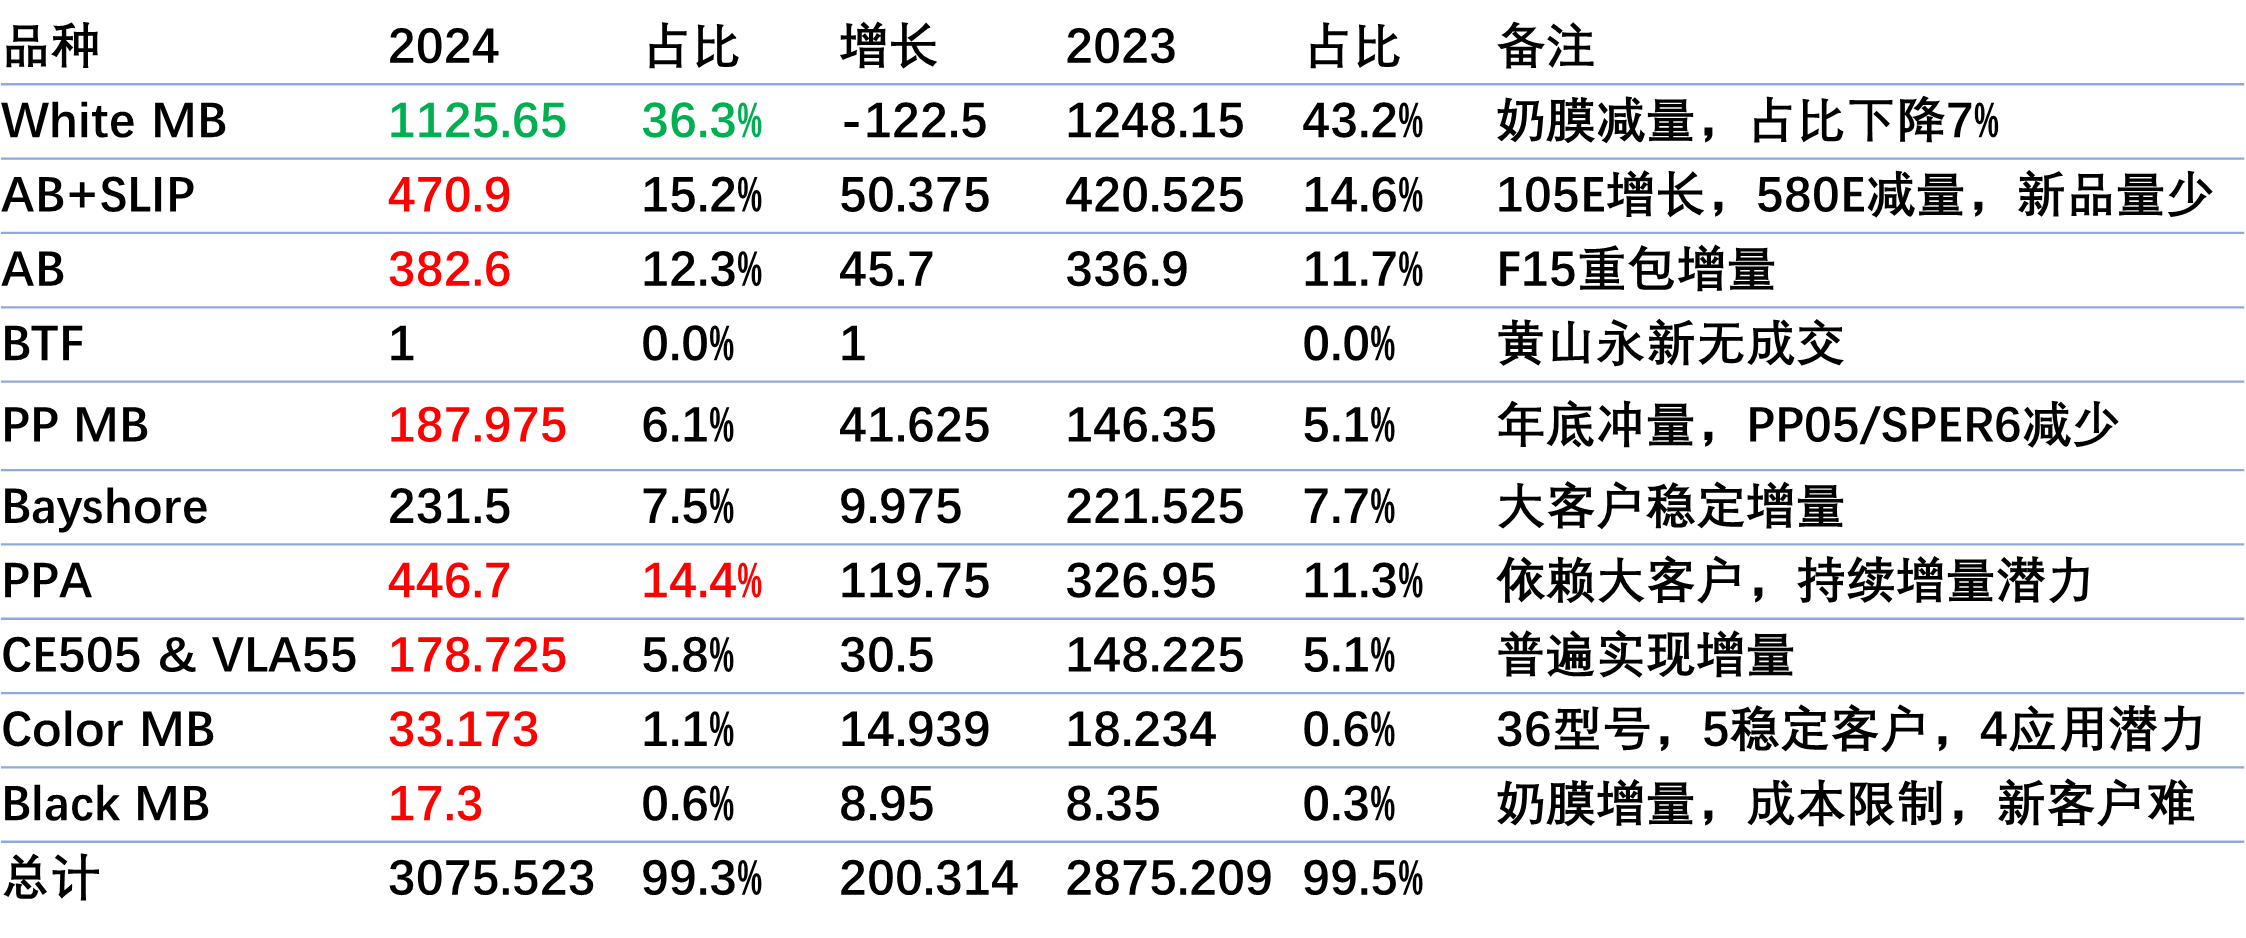 品种 2024 占比 增长 2023 占比 备注
White MB 1125.65 36.3% -122.5 1248.15 43.2% 奶膜减量，占比下降7%
AB+SLIP 470.9 15.2% 50.375 420.525 14.6% 105E增长，580E减量，新品量少
AB 382.6 12.3% 45.7 336.9 11.7% F15重包增量
BTF 1 0.0% 1 0.0% 黄山永新无成交
PP MB 187.975 6.1% 41.625 146.35 5.1% 年底冲量，PP05/SPER6减少
Bayshore 231.5 7.5% 9.975 221.525 7.7% 大客户稳定增量
PPA 446.7 14.4% 119.75 326.95 11.3% 依赖大客户，持续增量潜力
CE505 & VLA55 178.725 5.8% 30.5 148.225 5.1% 普遍实现增量
Color MB 33.173 1.1% 14.939 18.234 0.6% 36型号，5稳定客户，4应用潜力
Black MB 17.3 0.6% 8.95 8.35 0.3% 奶膜增量，成本限制，新客户难
总计 3075.523 99.3% 200.314 2875.209 99.5%